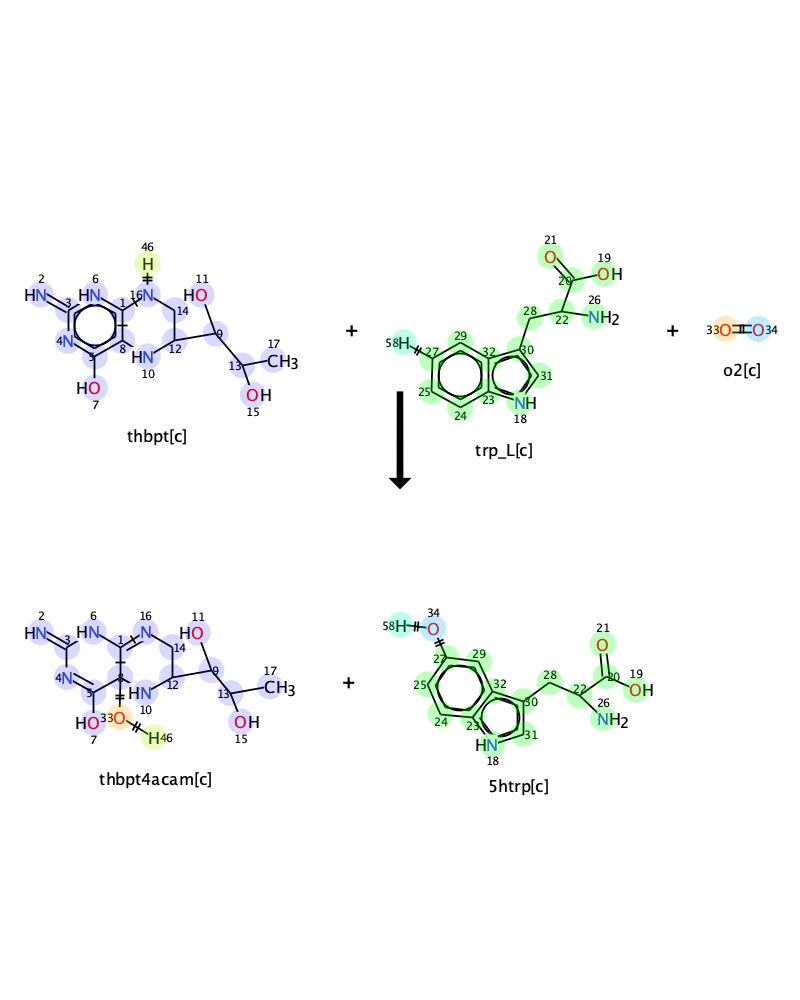 46
H
2 6 16 11
HN 3 HN 1 N HO 14
4 N 5 8 12 9 17
HN 10 13 CH3
HO OH
7 15
thbpt[c]
+
21
O 19
20 OH
26
28 22 NH2
58 H 29 30
27 32 31
25 23 NH
24 18
trp_L[c]
+
33 O O 34
o2[c]
2 6 16 11
HN 3 HN 1 N HO 14
4 N 5 8 12 9 17
HN 10 13 CH3
HO 33 O OH
7 H 46 15
thbpt4acam[c]
+
34 21
58 H O O
27 29 28 20 19
25 32 22 OH
30 26
24 23 NH2
HN 31
18
5htrp[c]